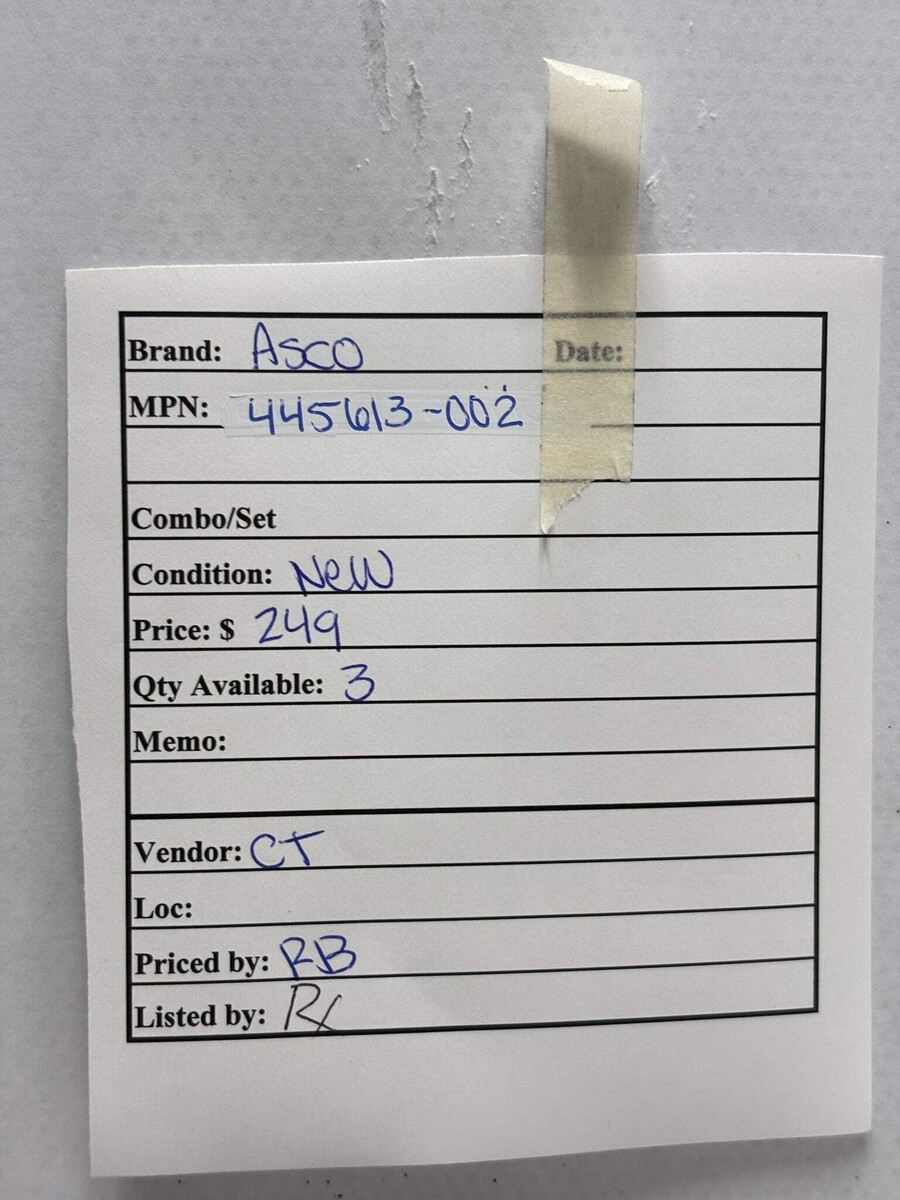 Brand: Asco Date:
MPN: 445613-002
Combo/Set
Condition: New
Price: $ 249
Qty Available: 3
Memo:
Vendor: CT
Loc:
Priced by: RB
Listed by: